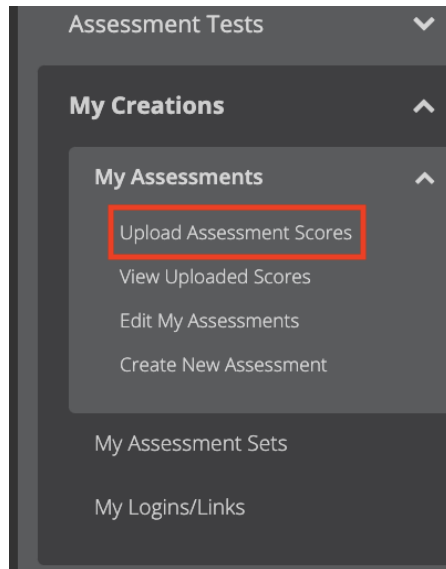 Assessment Tests
My Creations
My Assessments
Upload Assessment Scores
View Uploaded Scores
Edit My Assessments
Create New Assessment
My Assessment Sets
My Logins/Links